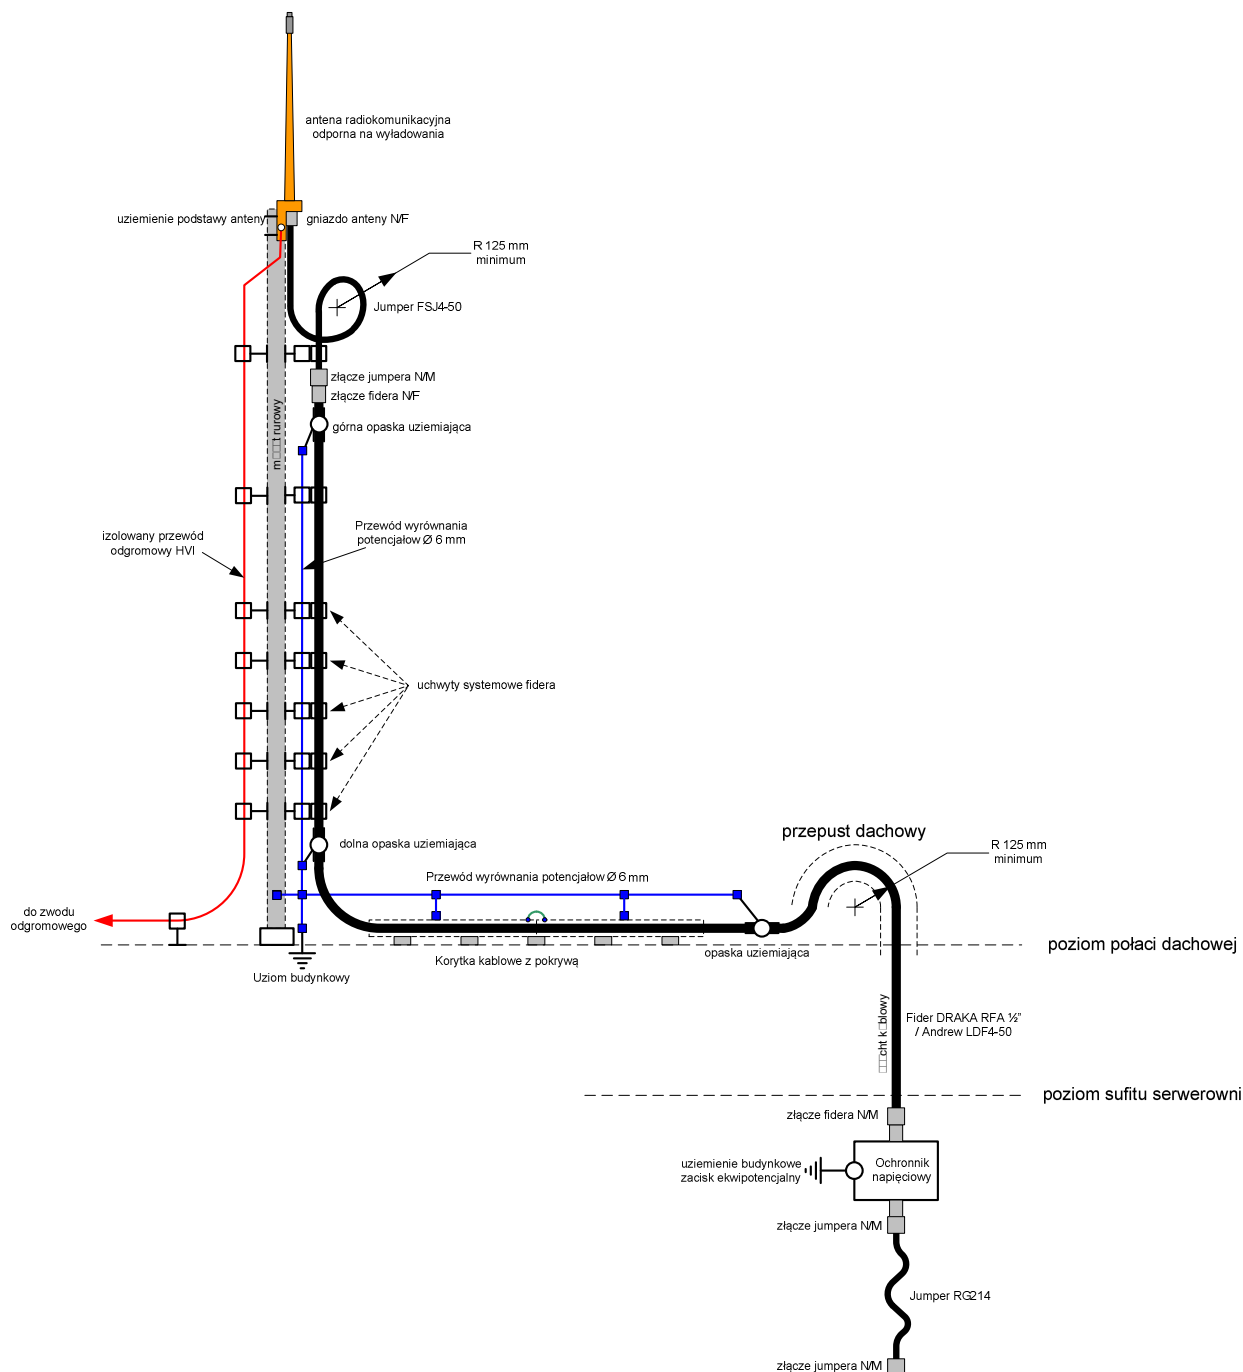 antena radiokomunikacyjna
odporna na wyładowania
uziemienie podstawy anteny
gniazdo anteny N/F
R 125 mm
minimum
Jumper FSJ4-50
złącze jumpera N/M
złącze fidera N/F
górna opaska uziemiająca
rurowy
izolowany przewód
odgromowy HVI
Przewód wyrównania
potencjałow Ø 6 mm
uchwyty systemowe fidera
dolna opaska uziemiająca
przepust dachowy
R 125 mm
minimum
Przewód wyrównania potencjałow Ø 6 mm
do zwodu
odgromowego
poziom połaci dachowej
opaska uziemiająca
Korytka kablowe z pokrywą
Uziom budynkowy
Fider DRAKA RFA ½"
/ Andrew LDF4-50
poziom sufitu serwerowni
złącze fidera N/M
uziemienie budynkowe
zacisk ekwipotencjalny
Ochronnik
napięciowy
złącze jumpera N/M
Jumper RG214
złącze jumpera N/M